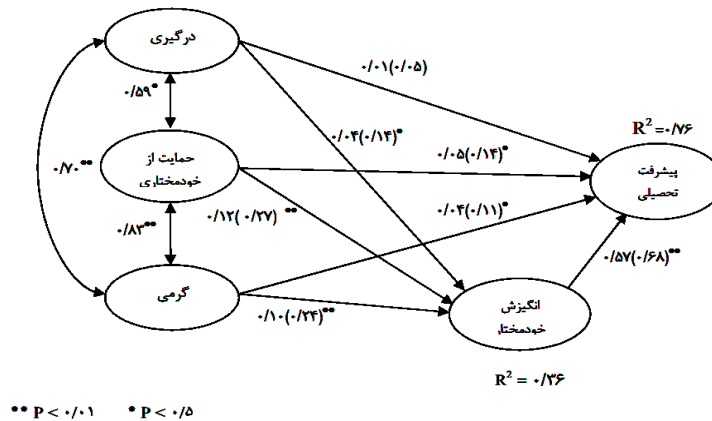 درگیری
۰/۰۱(۰/۰۵)
۰/۵۹*
۰/۰۴(۰/۱۴)*
R² =۰/۷۶
حمایت از
خودمختاری
۰/۰۵(۰/۱۴)*
پیشرفت
تحصیلی
۰/۷۰**
۰/۸۳**
۰/۱۲(۰/۲۷) **
۰/۰۴(۰/۱۱)*
۰/۵۷(۰/۶۸)**
گرمی
۰/۱۰(۰/۲۴)**
انگیزش
خودمختار
R² = ۰/۳۶
** P < ۰/۰۱ * P < ۰/۵